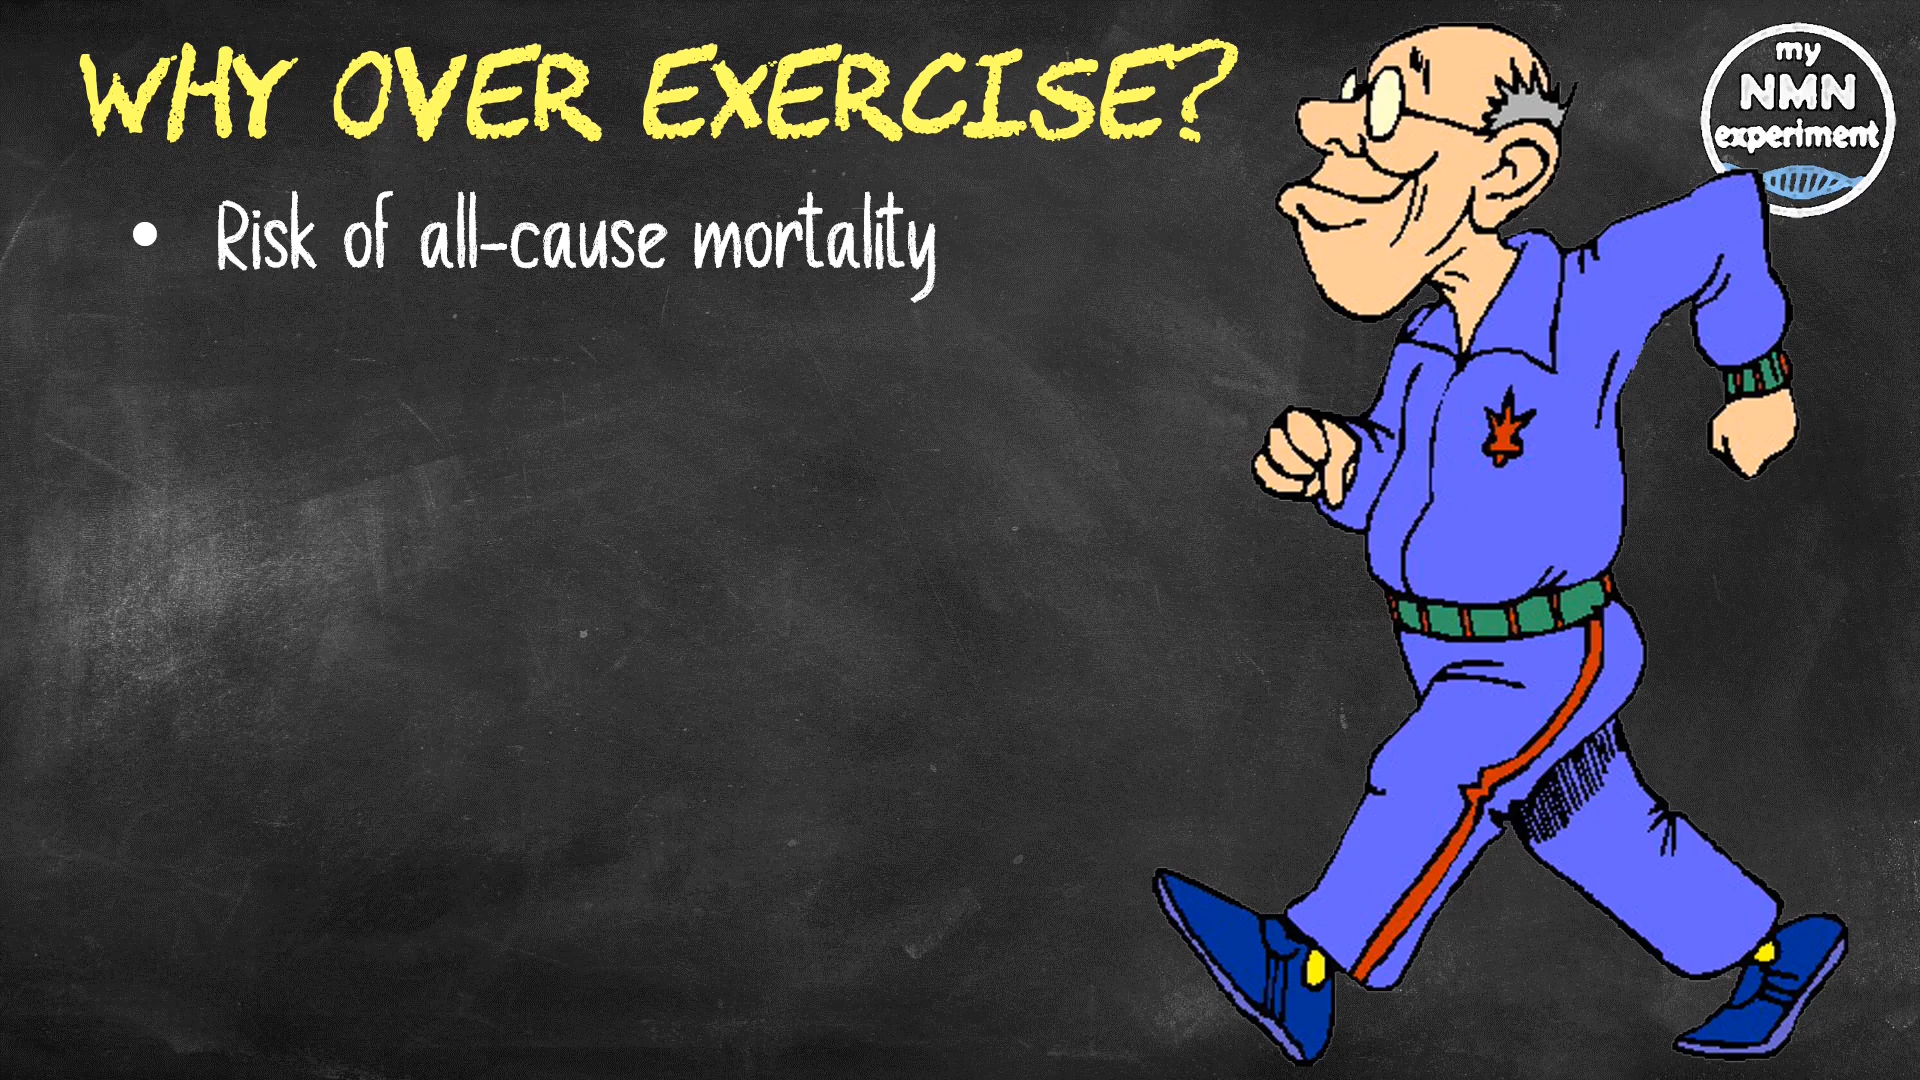 WHY OVER EXERCISE?
• Risk of all-cause mortality
my
NMN
experiment